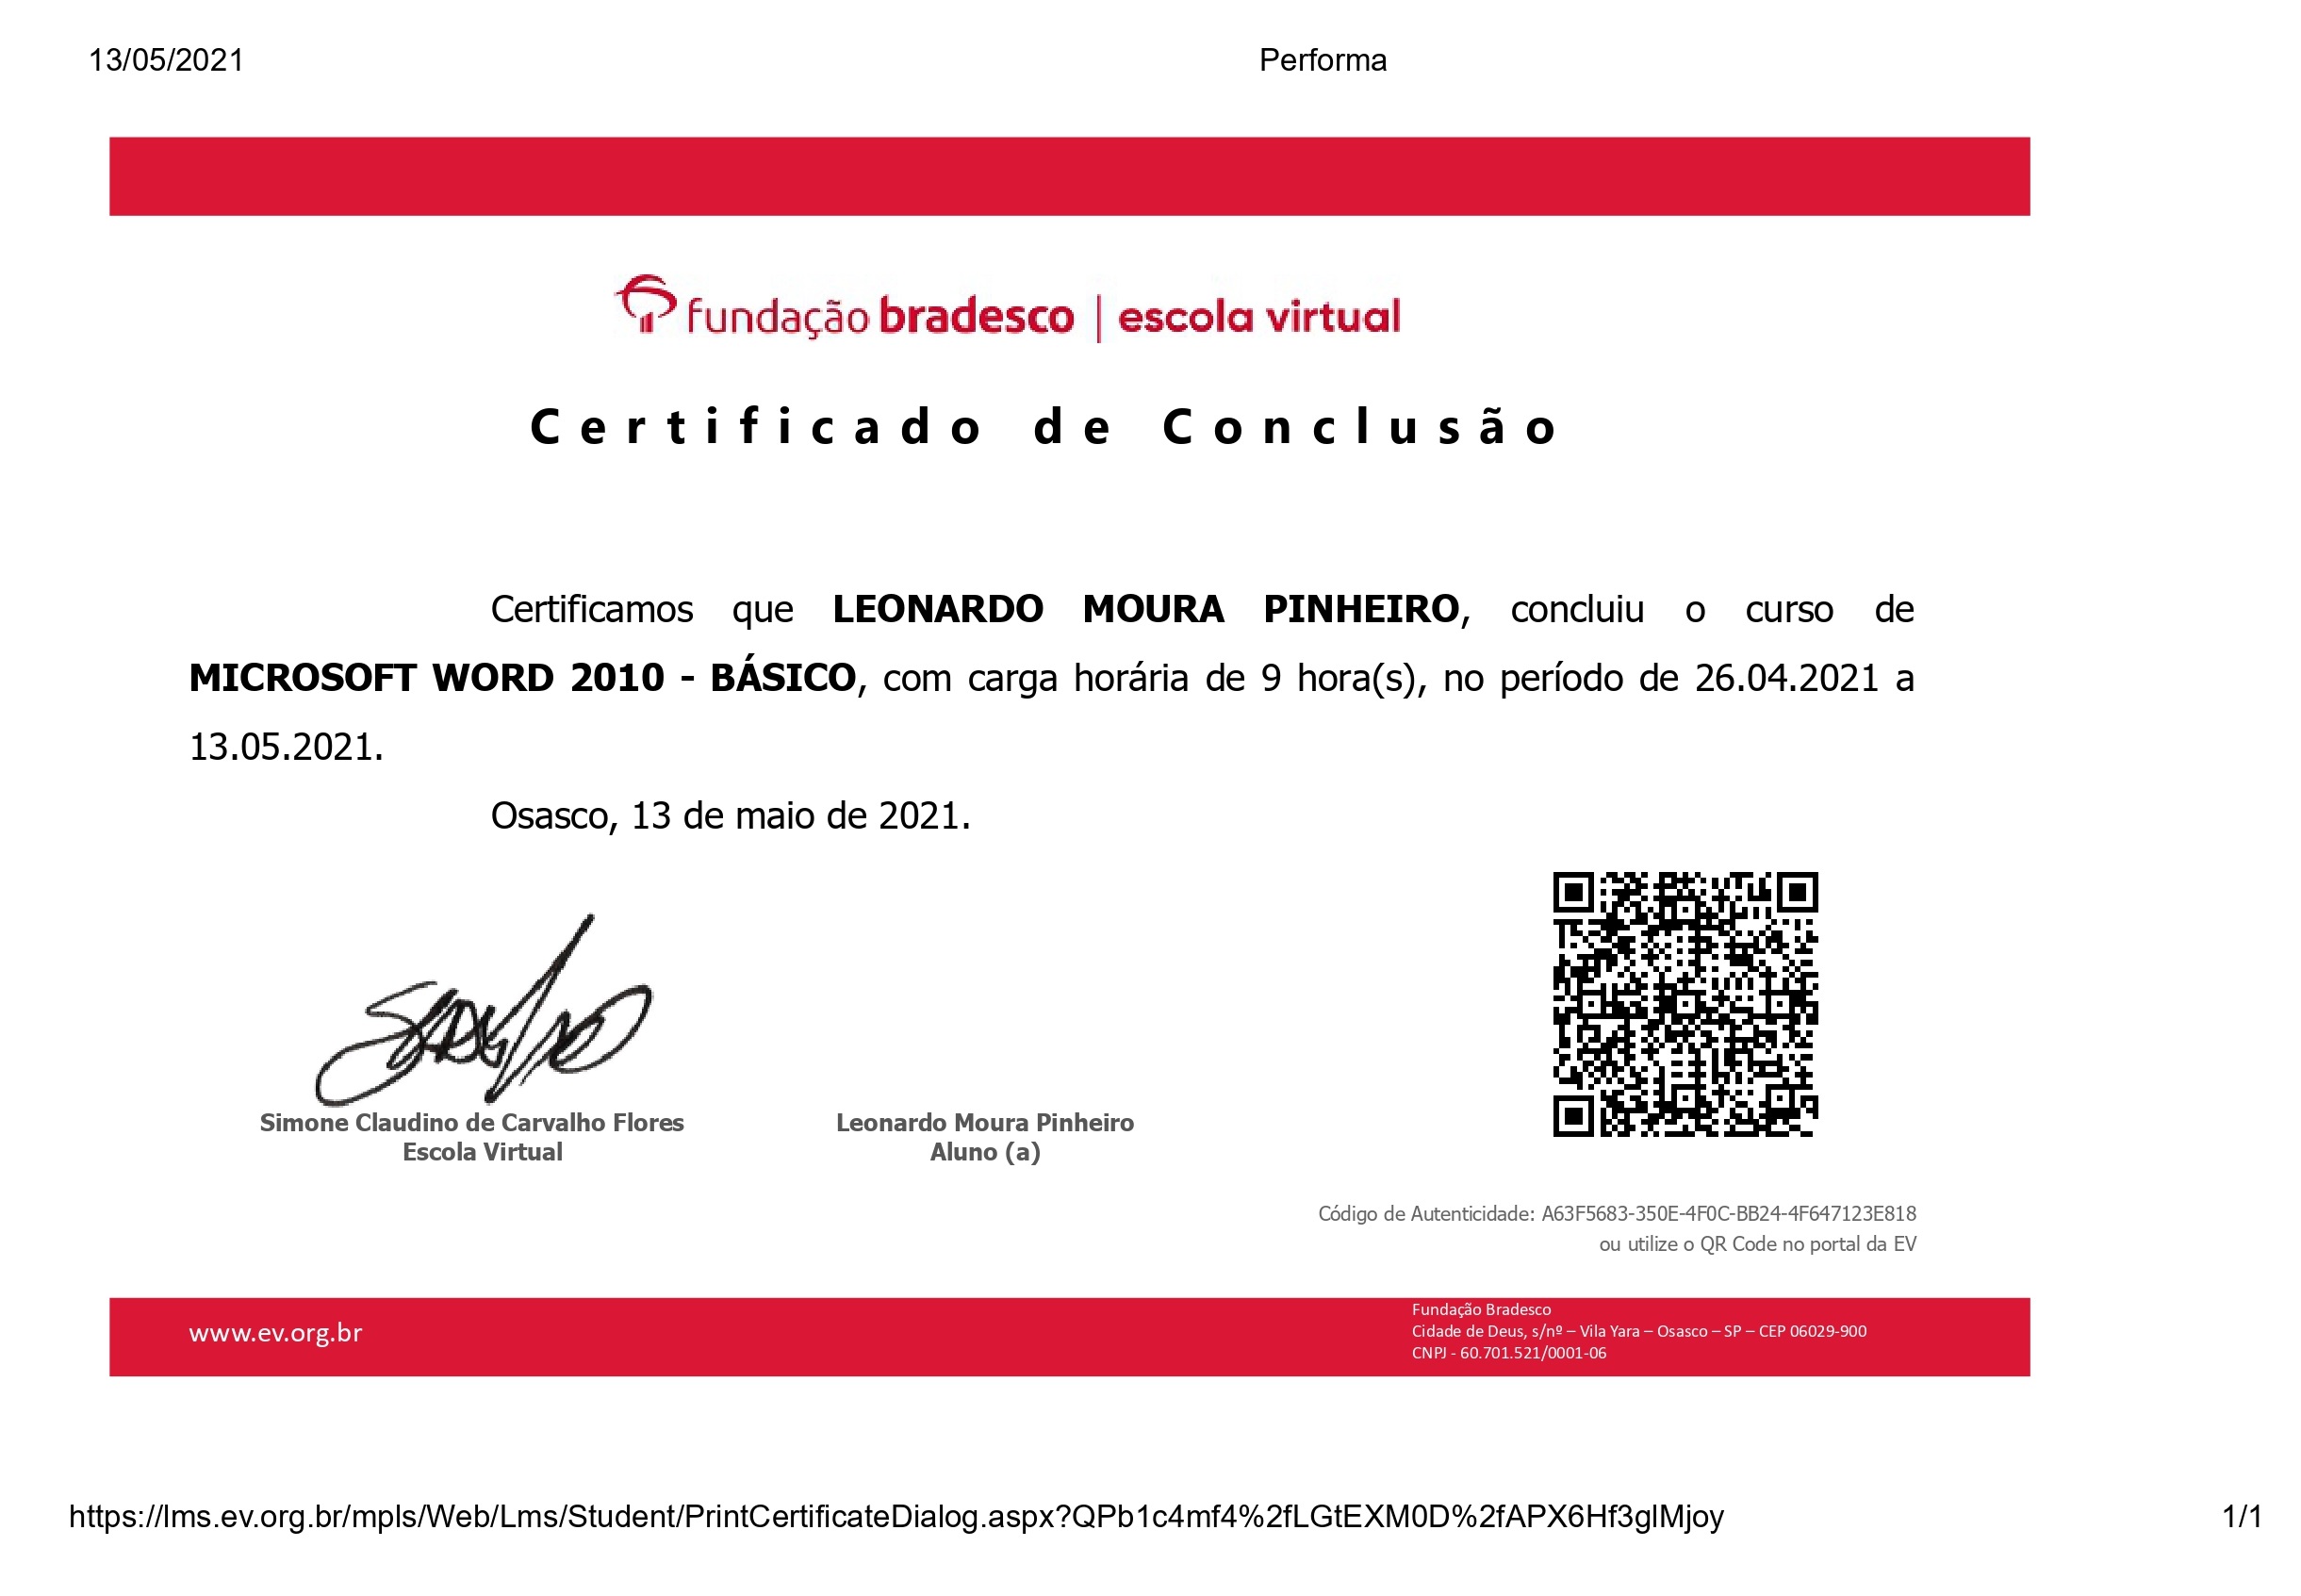 13/05/2021 Performa
fundação bradesco | escola virtual
Certificado de Conclusão
Certificamos que LEONARDO MOURA PINHEIRO, concluiu o curso de
MICROSOFT WORD 2010 - BÁSICO, com carga horária de 9 hora(s), no período de 26.04.2021 a
13.05.2021.
Osasco, 13 de maio de 2021.
Simone Claudino de Carvalho Flores
Escola Virtual
Leonardo Moura Pinheiro
Aluno (a)
Código de Autenticidade: A63F5683-350E-4F0C-BB24-4F647123E818
ou utilize o QR Code no portal da EV
www.ev.org.br
Fundação Bradesco
Cidade de Deus, s/nº – Vila Yara – Osasco – SP – CEP 06029-900
CNPJ - 60.701.521/0001-06
https://lms.ev.org.br/mpls/Web/Lms/Student/PrintCertificateDialog.aspx?QPb1c4mf4%2fLGtEXM0D%2fAPX6Hf3glMjoy 1/1